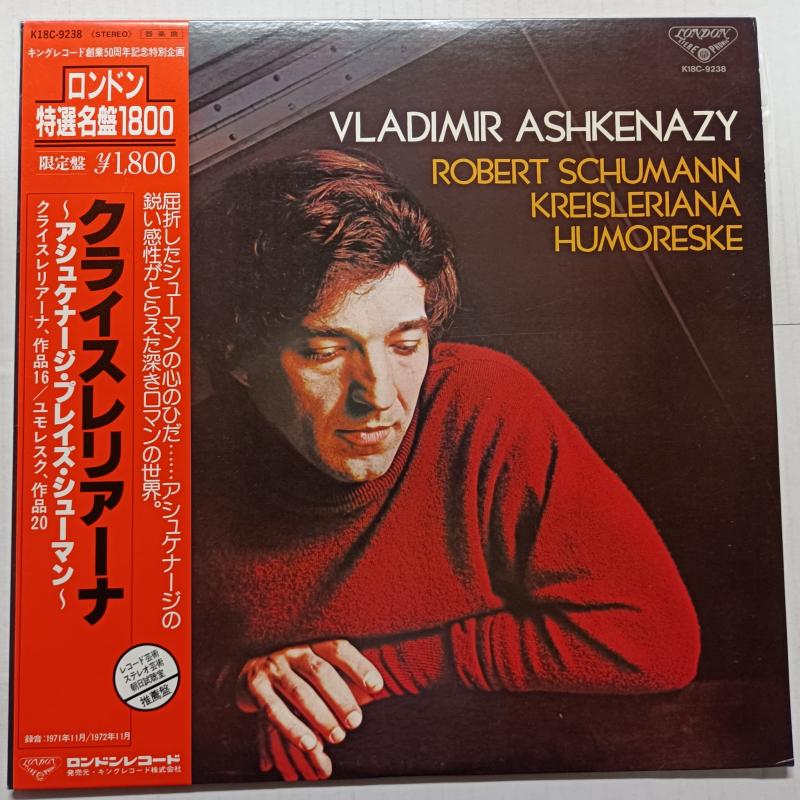 K18C-9238 〈STEREO〉 器楽曲
キングレコード創業50周年記念特別企画
ロンドン
特選名盤1800
限定盤 ¥1,800
屈折したシューマンの心のひだ……アシュケナージの
鋭い感性がとらえた深きロマンの世界。
クライスレリアーナ
～アシュケナージ・プレイズ・シューマン～
クライスレリアーナ、作品16／ユモレスク、作品20
レコード芸術
ステレオ芸術
朝日試聴室
推薦盤
録音:1971年11月/1972年11月
LONDON
ロンドンレコード
発売元・キングレコード株式会社
LONDON
STEREO PHONIC
K18C-9238
VLADIMIR ASHKENAZY
ROBERT SCHUMANN
KREISLERIANA
HUMORESKE